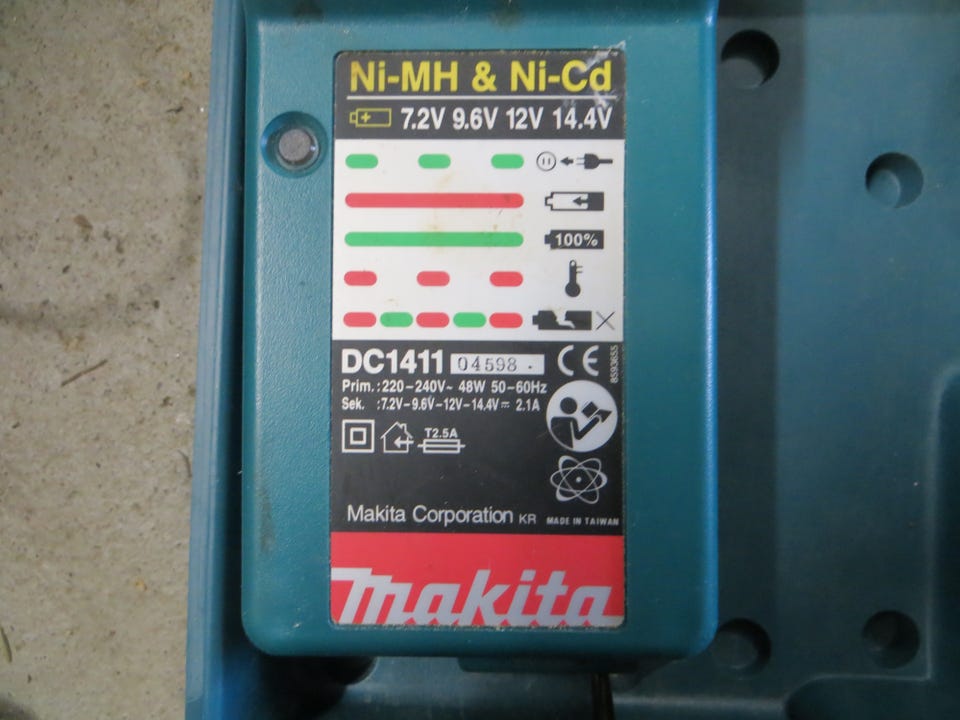 Ni-MH & Ni-Cd
7.2V 9.6V 12V 14.4V
100%
DC1411 04598 CE
8593655
Prim.: 220-240V~ 48W 50-60Hz
Sek. :7.2V-9.6V-12V-14.4V⎓ 2.1A
T2.5A
Makita Corporation KR MADE IN TAIWAN
makita